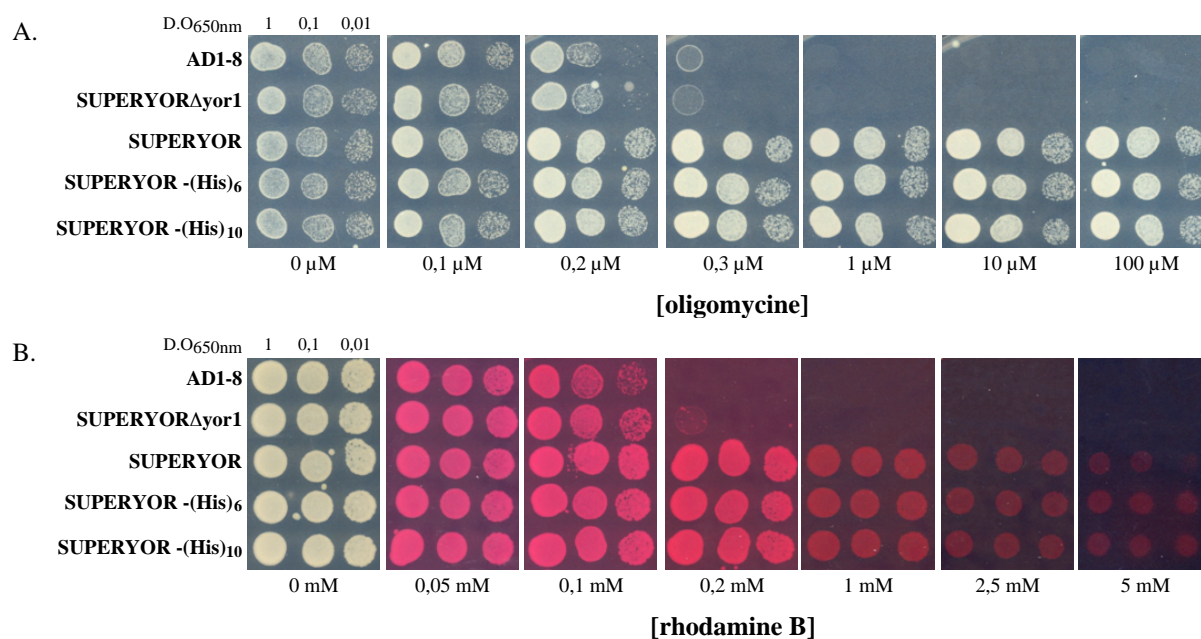 A.
D.O650nm 1 0,1 0,01
AD1-8
SUPERYORΔyor1
SUPERYOR
SUPERYOR -(His)6
SUPERYOR -(His)10
0 µM 0,1 µM 0,2 µM 0,3 µM 1 µM 10 µM 100 µM
[oligomycine]
B.
D.O650nm 1 0,1 0,01
AD1-8
SUPERYORΔyor1
SUPERYOR
SUPERYOR -(His)6
SUPERYOR -(His)10
0 mM 0,05 mM 0,1 mM 0,2 mM 1 mM 2,5 mM 5 mM
[rhodamine B]